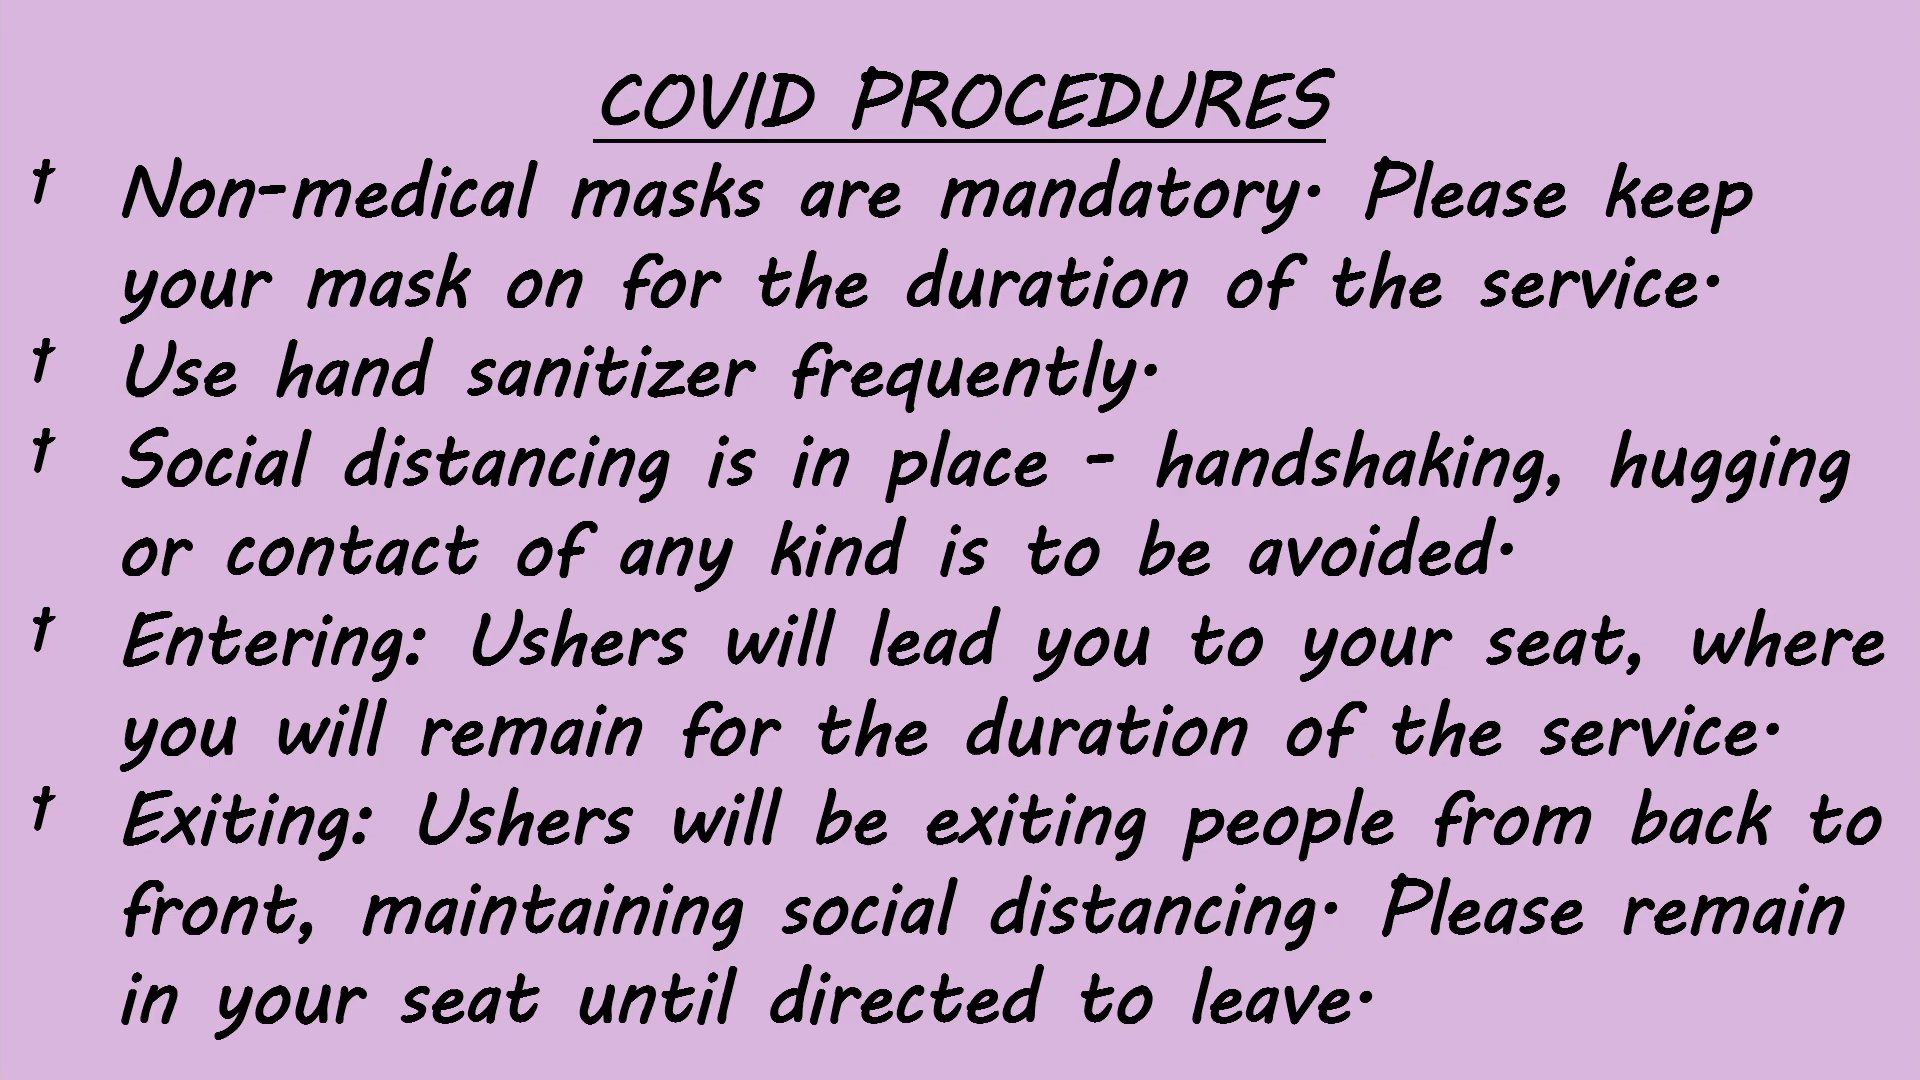 COVID PROCEDURES
† Non-medical masks are mandatory. Please keep
your mask on for the duration of the service.
† Use hand sanitizer frequently.
† Social distancing is in place - handshaking, hugging
or contact of any kind is to be avoided.
† Entering: Ushers will lead you to your seat, where
you will remain for the duration of the service.
† Exiting: Ushers will be exiting people from back to
front, maintaining social distancing. Please remain
in your seat until directed to leave.